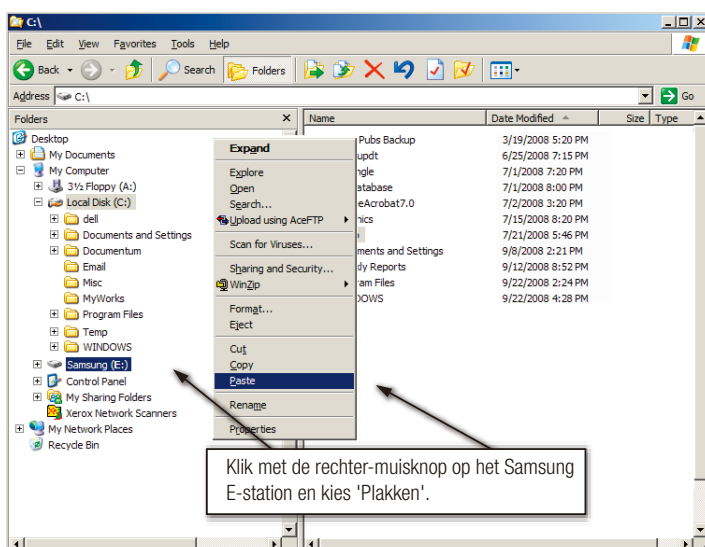 C:\
File Edit View Favorites Tools Help
Back Search Folders
Address C:\ Go
Folders x
Desktop
My Documents
My Computer
3½ Floppy (A:)
Local Disk (C:)
dell
Documents and Settings
Documentum
Email
Misc
MyWorks
Program Files
Temp
WINDOWS
Samsung (E:)
Control Panel
My Sharing Folders
Xerox Network Scanners
My Network Places
Recycle Bin
Expand
Explore
Open
Search...
Upload using AceFTP
Scan for Viruses...
Sharing and Security...
WinZip
Format...
Eject
Cut
Copy
Paste
Rename
Properties
Name Date Modified Size Type
Pubs Backup 3/19/2008 5:20 PM
updt 6/25/2008 7:15 PM
ngle 7/1/2008 7:20 PM
atabase 7/1/2008 8:00 PM
eAcrobat7.0 7/2/2008 3:20 PM
nics 7/15/2008 8:20 PM
7/21/2008 5:46 PM
ments and Settings 9/8/2008 2:21 PM
dy Reports 9/12/2008 8:52 PM
ram Files 9/22/2008 2:24 PM
DOWS 9/22/2008 4:28 PM
Klik met de rechter-muisknop op het Samsung
E-station en kies 'Plakken'.